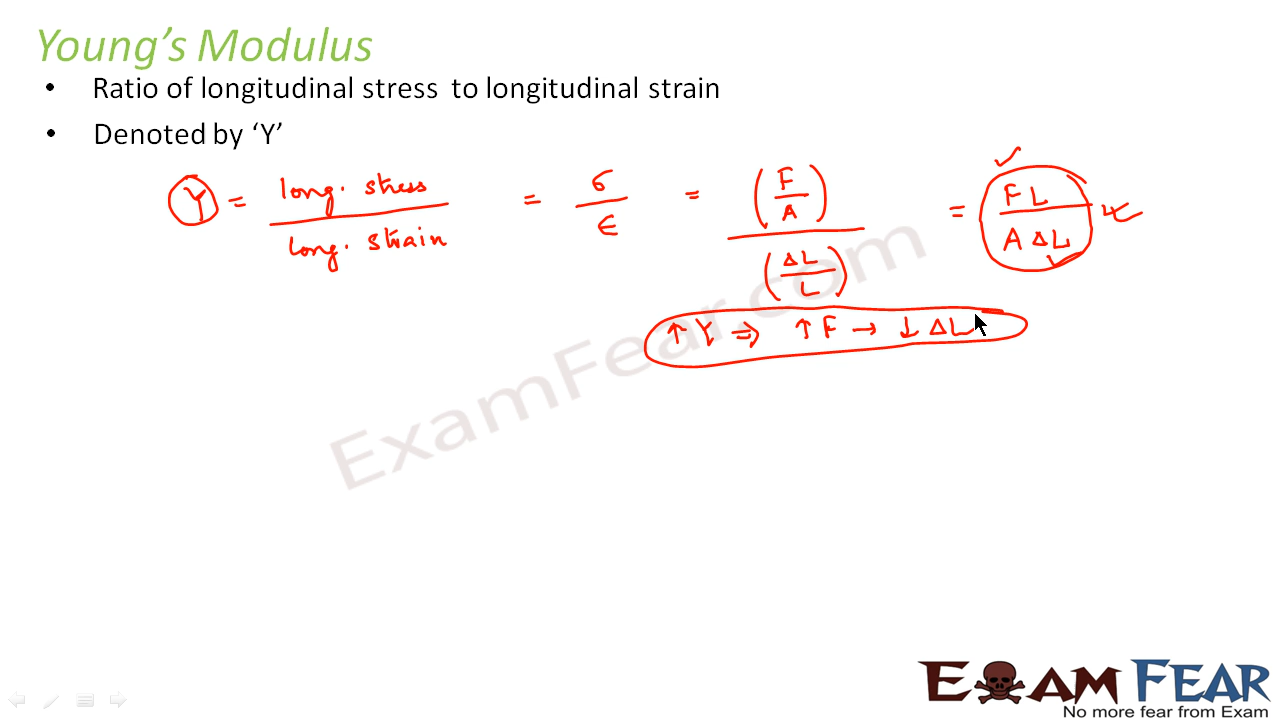 Young's Modulus
• Ratio of longitudinal stress to longitudinal strain
• Denoted by 'Y'
Y = long. stress / long. strain = σ / ϵ = (F/A) / (ΔL/L) = FL / A ΔL
↑ Y ⇒ ↑ F → ↓ ΔL
ExamFear.com
EXAM FEAR
No more fear from Exam